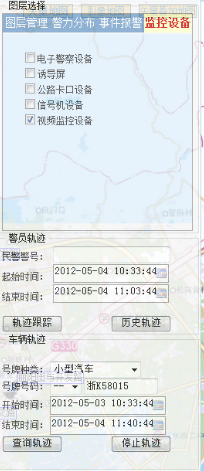 图层选择
图层管理 警力分布 事件报警 监控设备
电子警察设备
诱导屏
公路卡口设备
信号机设备
视频监控设备
警员轨迹
民警警号:
起始时间: 2012-05-04 10:33:44
结束时间: 2012-05-04 11:03:44
轨迹跟踪 历史轨迹
车辆轨迹
G330
号牌种类: 小型汽车
号牌号码: --- 浙K58015
开始时间: 2012-05-03 10:33:44
结束时间: 2012-05-04 11:40:44
查询轨迹 停止轨迹